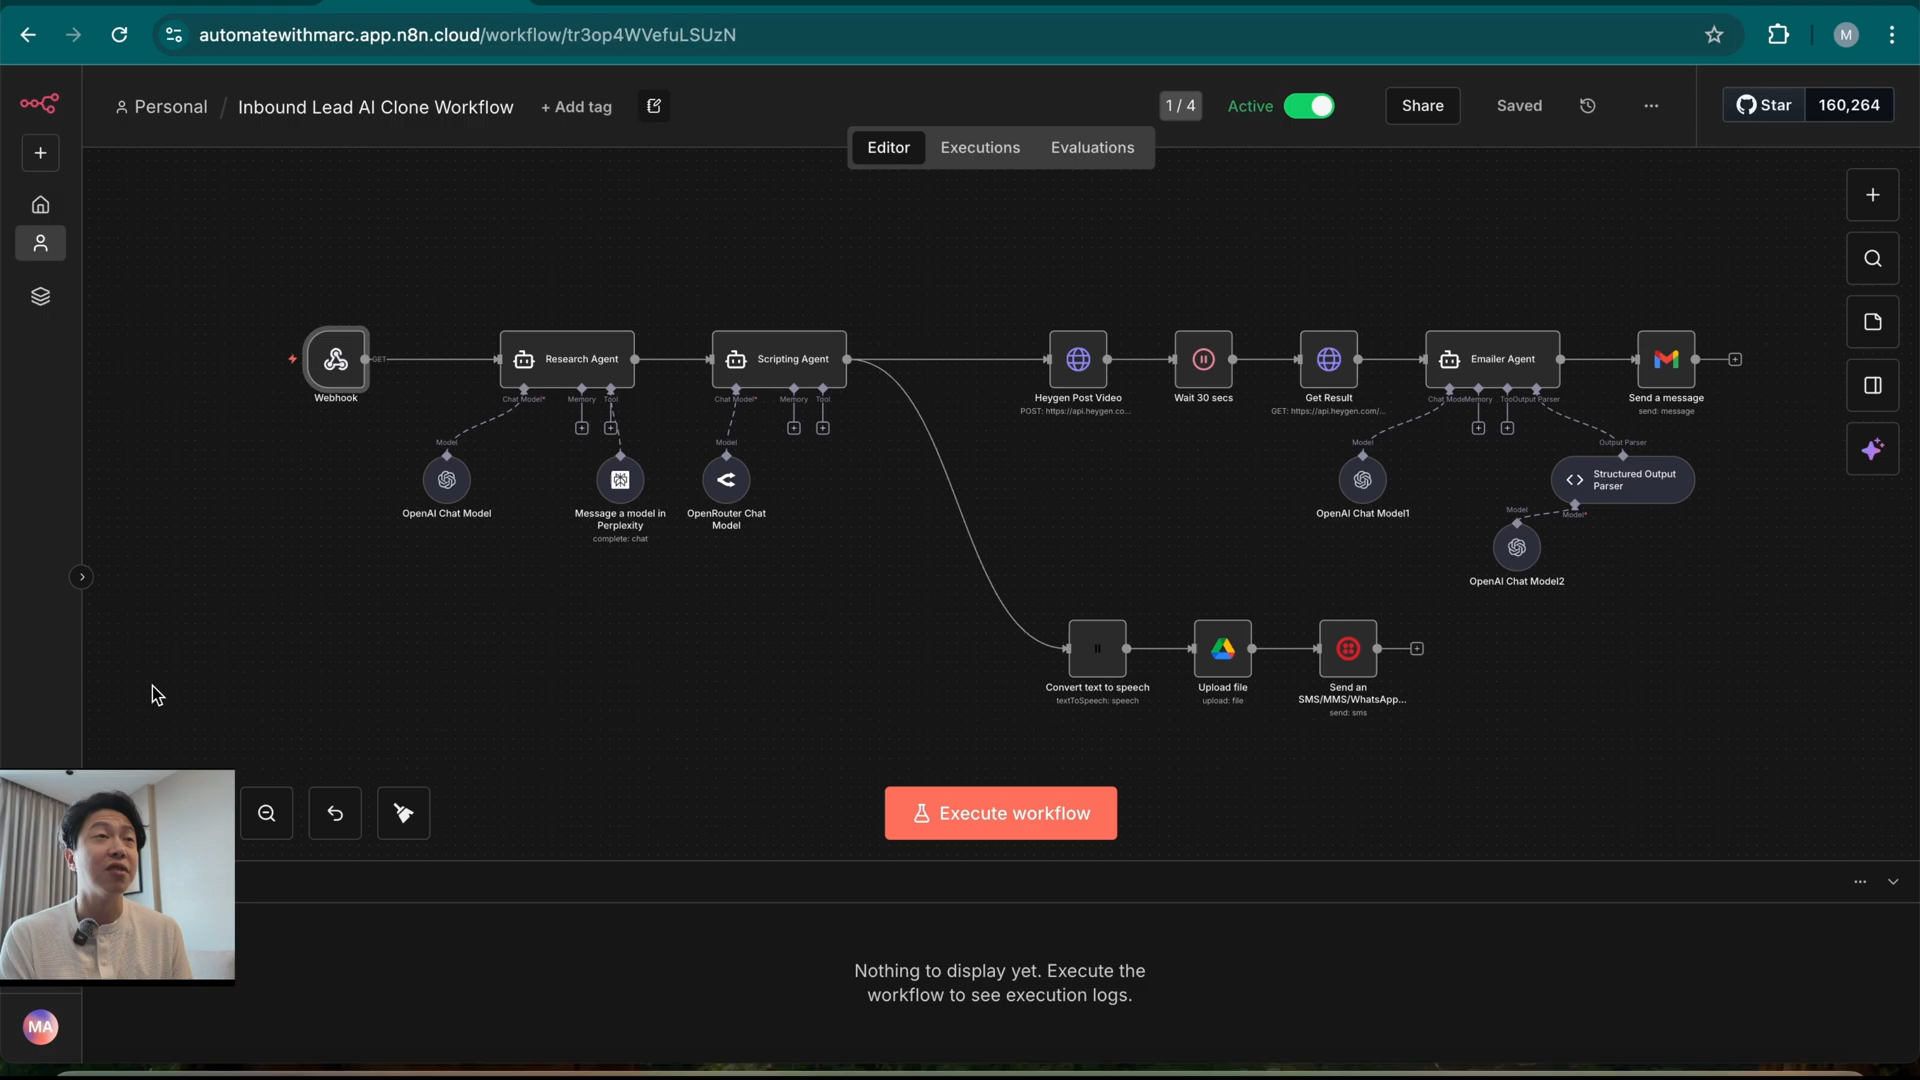 automatewithmarc.app.n8n.cloud/workflow/tr3op4WVefuLSUzN
M
Personal / Inbound Lead AI Clone Workflow + Add tag
1 / 4
Active
Share
Saved
Star 160,264
Editor Executions Evaluations
GET
Webhook
Research Agent
Chat Model*
Memory
Tool
Model
OpenAI Chat Model
Message a model in
Perplexity
complete: chat
Scripting Agent
Chat Model*
Memory
Tool
Model
OpenRouter Chat
Model
Heygen Post Video
POST: https://api.heygen.co...
Wait 30 secs
Get Result
GET: https://api.heygen.com/...
Emailer Agent
Chat Mode
Memory
Too
Output Parser
Model
OpenAI Chat Model1
Output Parser
Structured Output
Parser
Model*
Model
OpenAI Chat Model2
Send a message
send: message
Convert text to speech
textToSpeech: speech
Upload file
upload: file
Send an
SMS/MMS/WhatsApp...
send: sms
Execute workflow
Nothing to display yet. Execute the
workflow to see execution logs.
MA